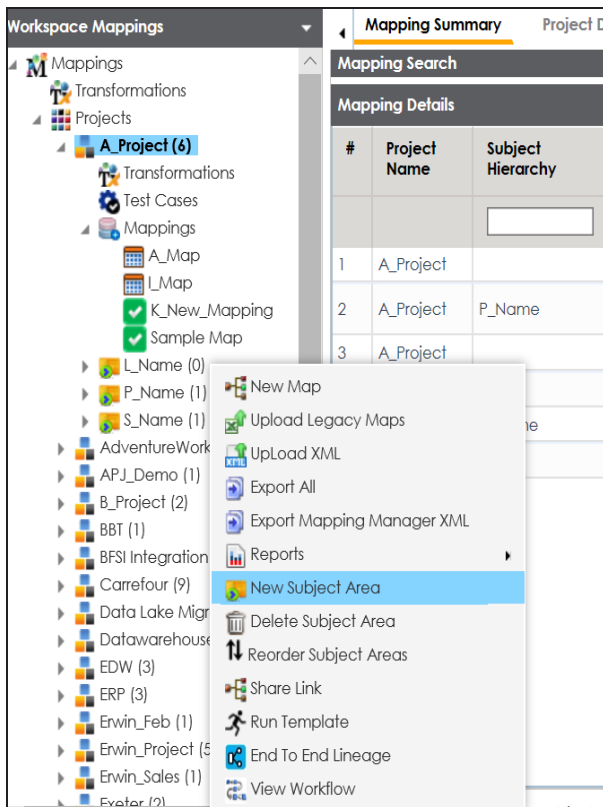 Workspace Mappings
Mappings
Transformations
Projects
A_Project (6)
Transformations
Test Cases
Mappings
A_Map
I_Map
K_New_Mapping
Sample Map
L_Name (0)
P_Name (1)
S_Name (1)
AdventureWork
APJ_Demo (1)
B_Project (2)
BBT (1)
BFSI Integration
Carrefour (9)
Data Lake Migr
Datawarehouse
EDW (3)
ERP (3)
Erwin_Feb (1)
Erwin_Project (5
Erwin_Sales (1)
Exeter (2)
Mapping Summary Project D
Mapping Search
Mapping Details
# Project Name Subject Hierarchy
1 A_Project
2 A_Project P_Name
3 A_Project
me
New Map
Upload Legacy Maps
UpLoad XML
Export All
Export Mapping Manager XML
Reports
New Subject Area
Delete Subject Area
Reorder Subject Areas
Share Link
Run Template
End To End Lineage
View Workflow